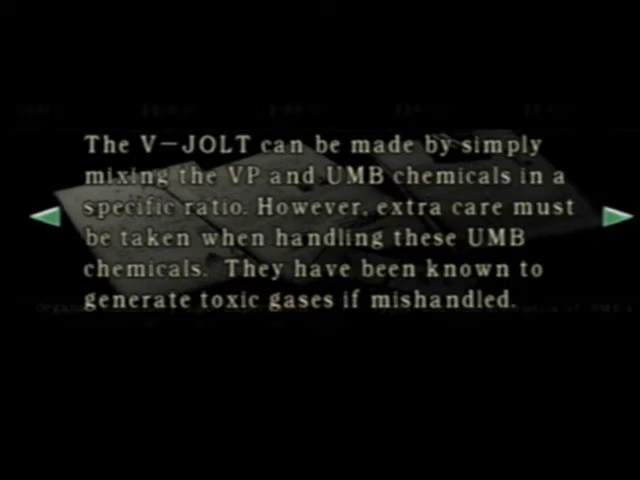 The V-JOLT can be made by simply
mixing the VP and UMB chemicals in a
specific ratio. However, extra care must
be taken when handling these UMB
chemicals. They have been known to
generate toxic gases if mishandled.